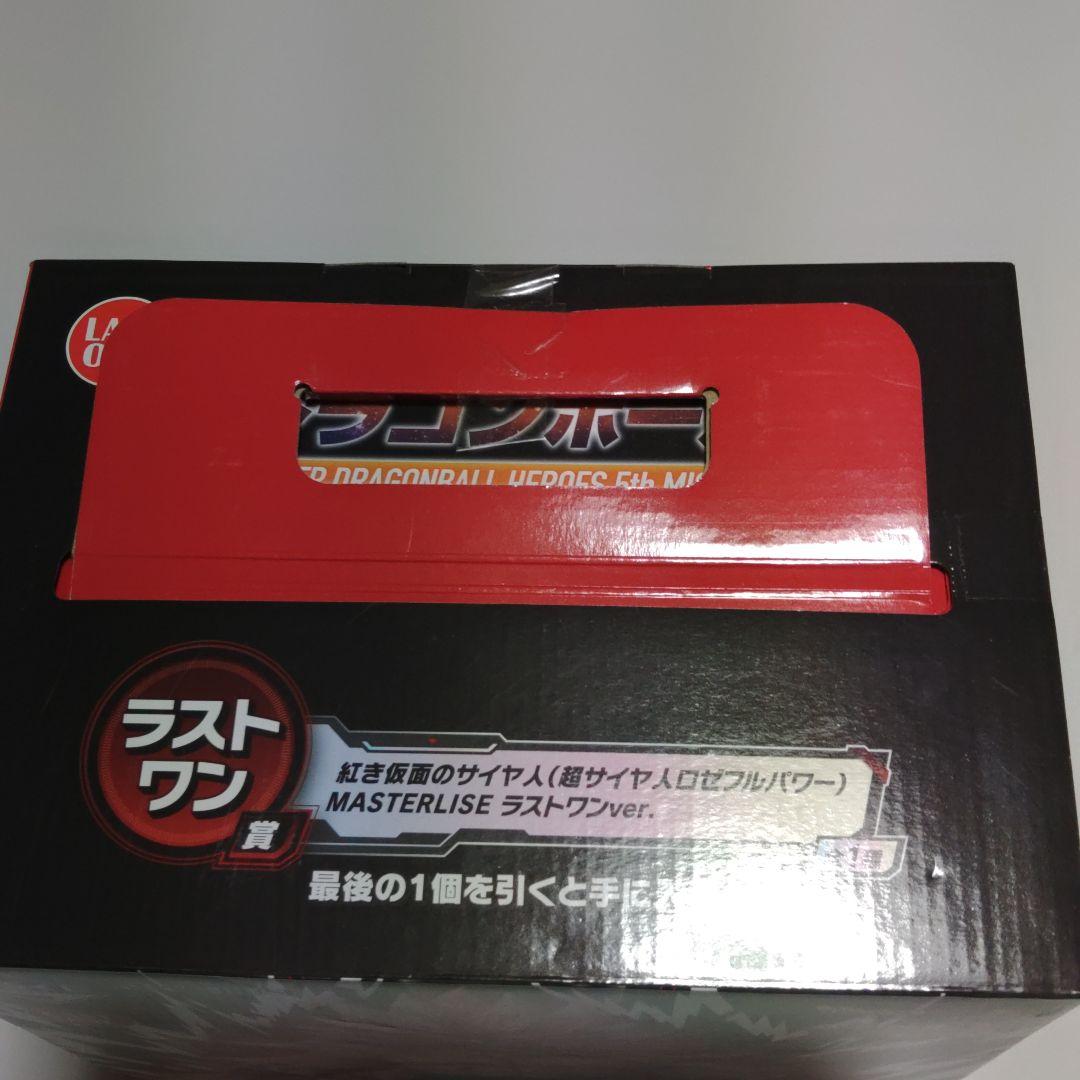 LA
O
ラゴンボー
ER DRAGONBALL HEROES 5th MIS
ラスト
ワン
賞
紅き仮面のサイヤ人(超サイヤ人ロゼフルパワー)
MASTERLISE ラストワンver.
最後の1個を引くと手に